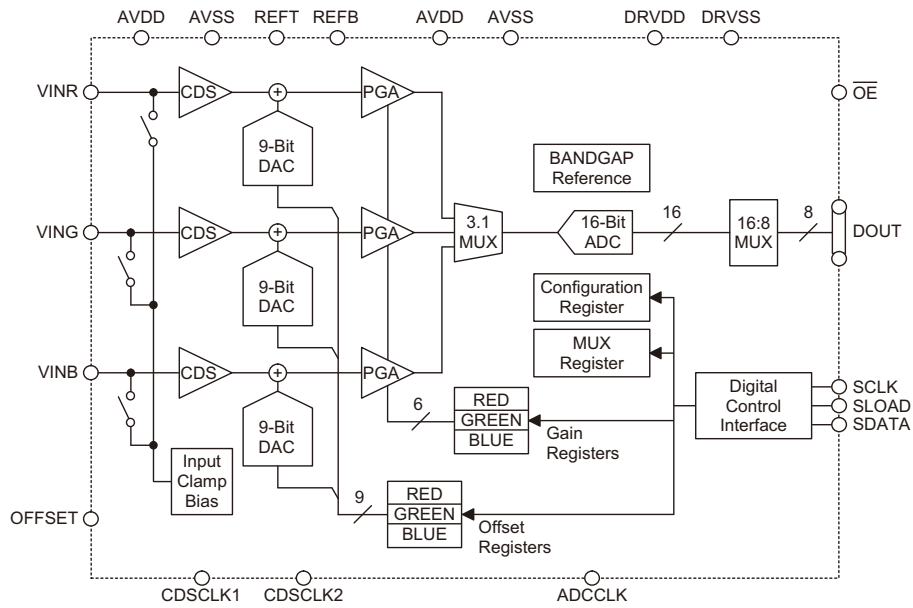 AVDD AVSS REFT REFB AVDD AVSS DRVDD DRVSS
VINR CDS + PGA OE
9-Bit
DAC
BANDGAP
Reference
VING CDS + PGA 3.1
MUX
16-Bit
ADC
16
16:8
MUX
8
DOUT
9-Bit
DAC
Configuration
Register
MUX
Register
VINB CDS + PGA
Digital
Control
Interface
SCLK
SLOAD
SDATA
9-Bit
DAC
6
RED
GREEN
BLUE
Gain
Registers
Input
Clamp
Bias
9
RED
GREEN
BLUE
Offset
Registers
OFFSET
CDSCLK1 CDSCLK2 ADCCLK